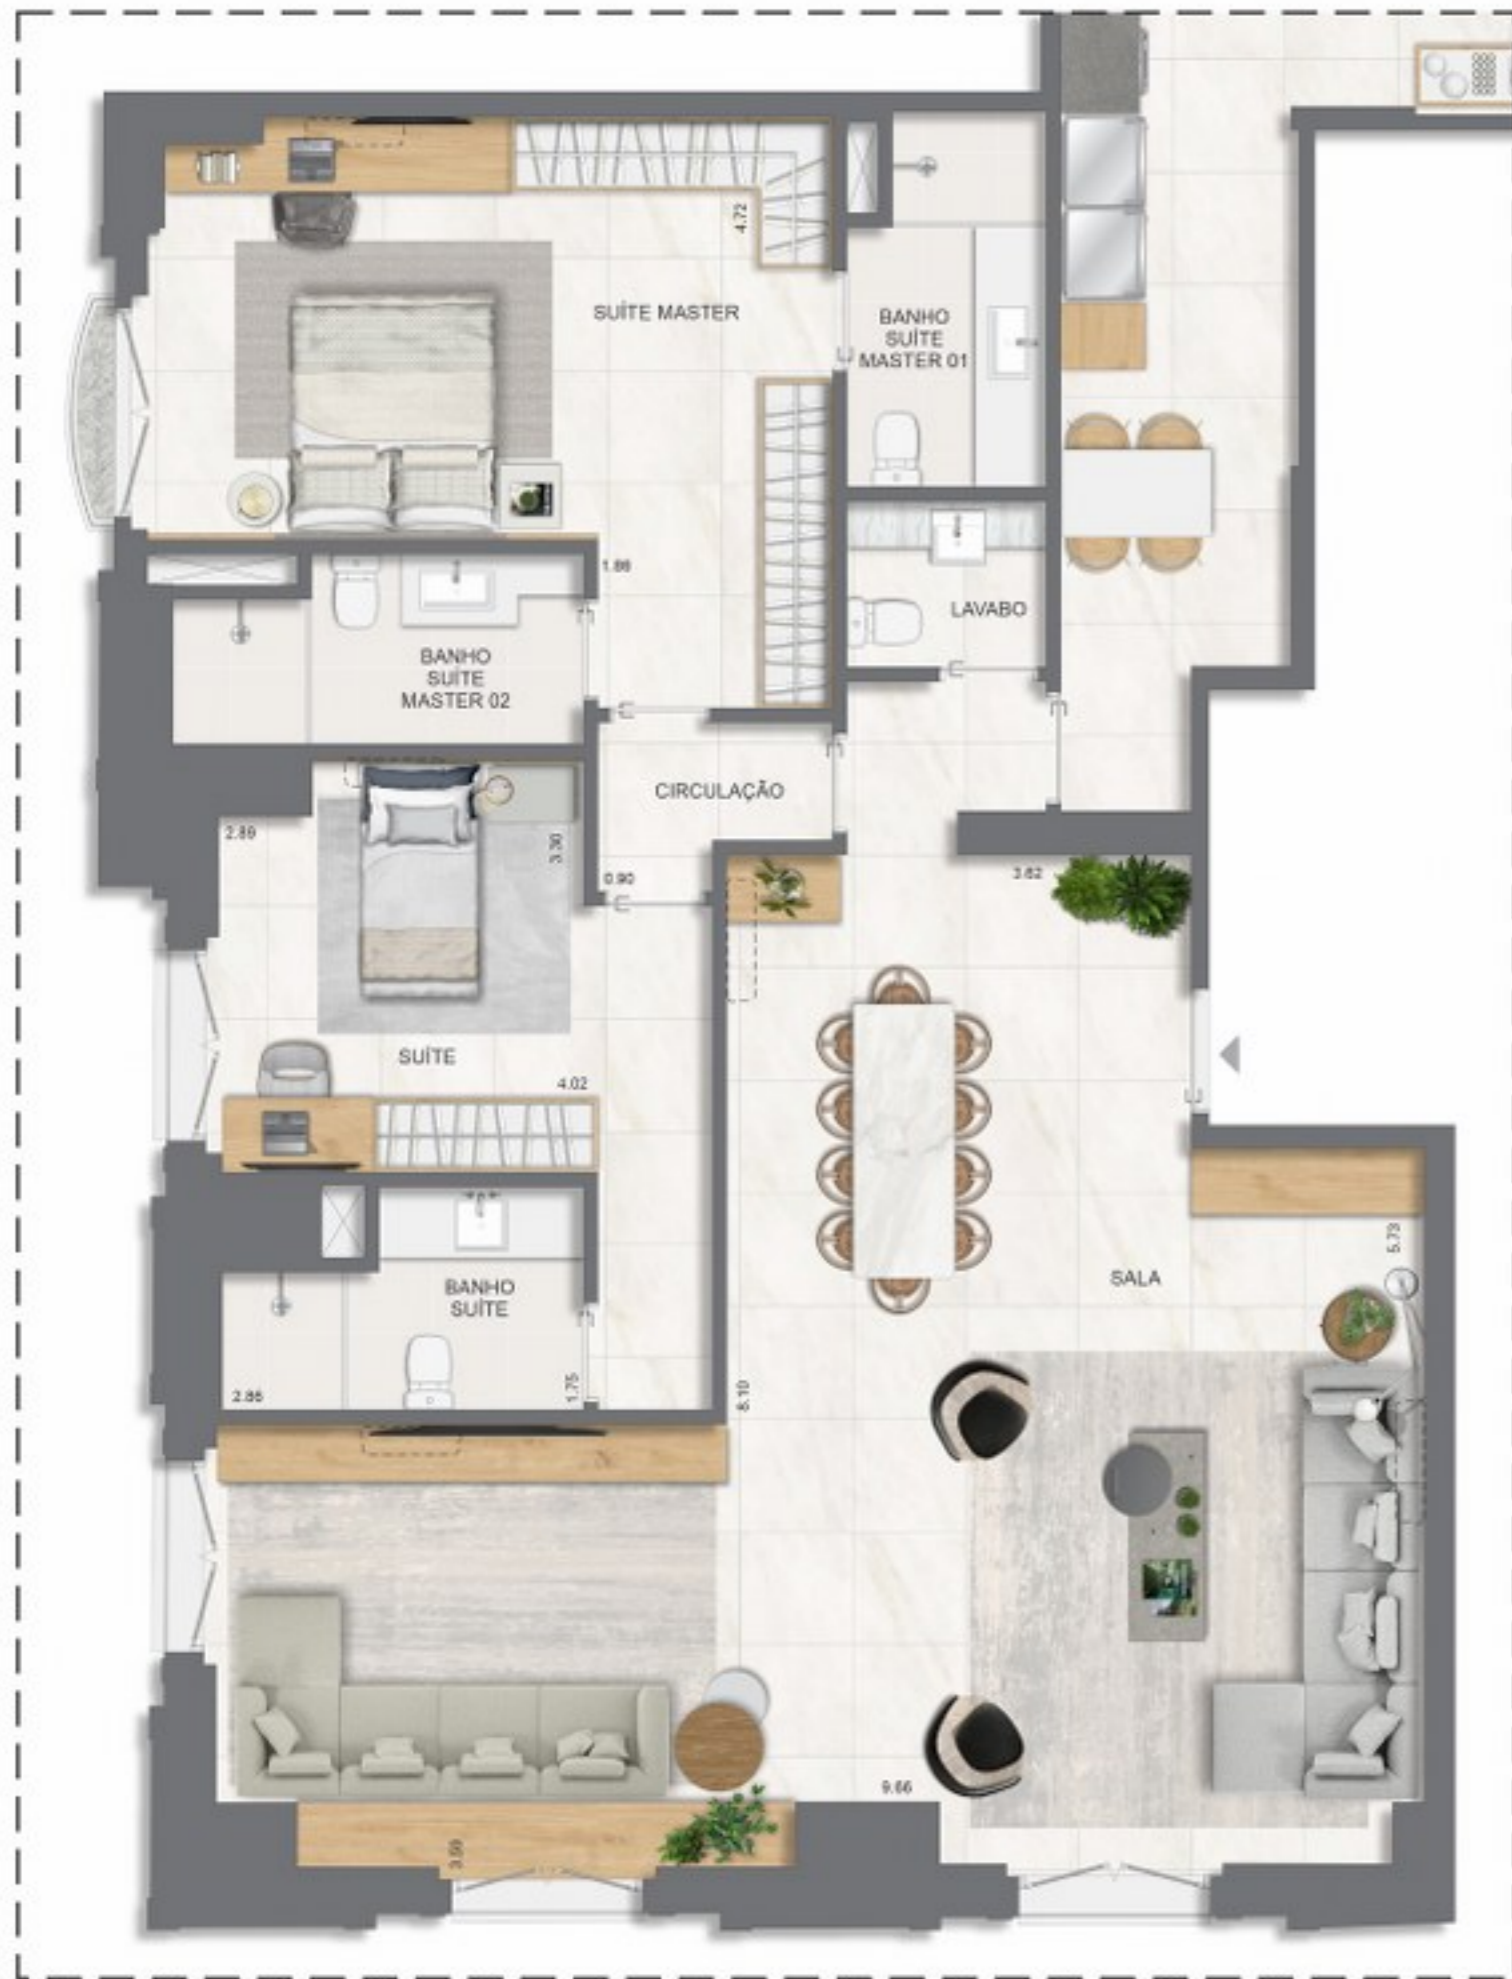 4.72
SUÍTE MASTER
BANHO
SUÍTE
MASTER 01
1.86
LAVABO
BANHO
SUÍTE
MASTER 02
CIRCULAÇÃO
2.89
3.30
0.90
3.62
SUÍTE
4.02
5.73
SALA
BANHO
SUÍTE
2.86
1.75
8.10
9.66
3.59